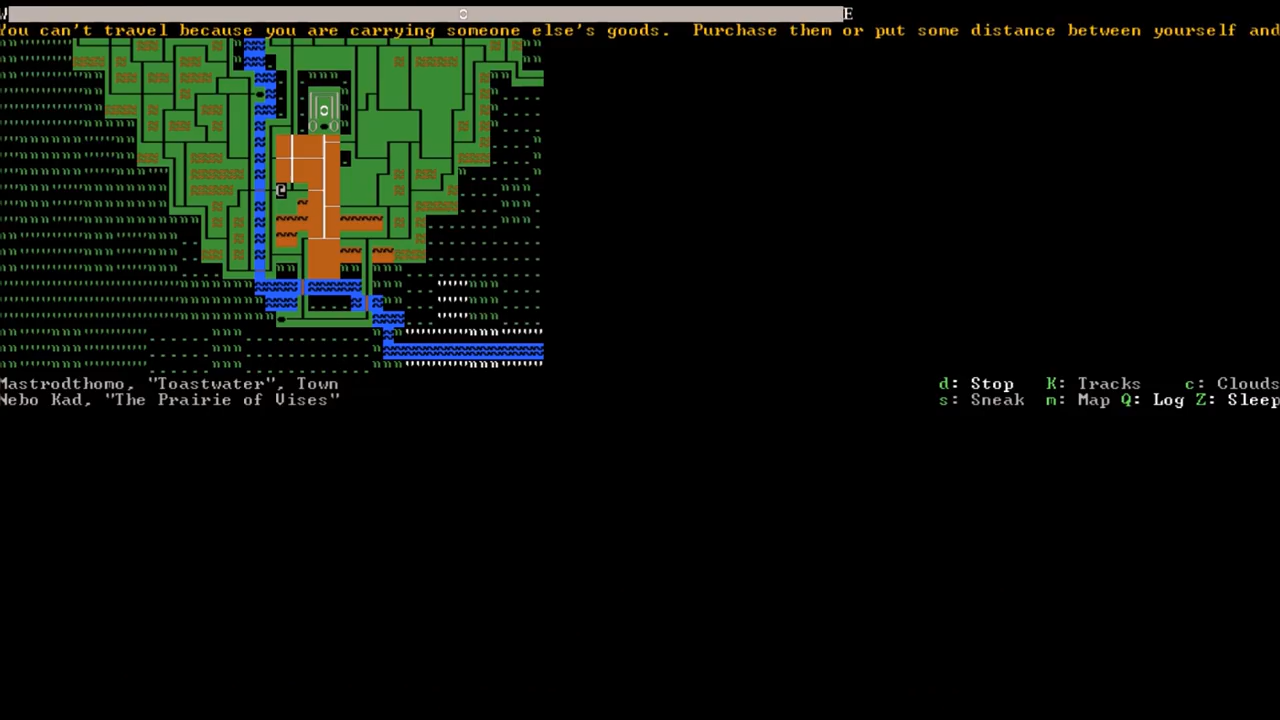 W E
You can't travel because you are carrying someone else's goods. Purchase them or put some distance between yourself and
Mastrodthomo, "Toastwater", Town
Nebo Kad, "The Prairie of Vises"
d: Stop K: Tracks c: Clouds
s: Sneak m: Map Q: Log Z: Sleep